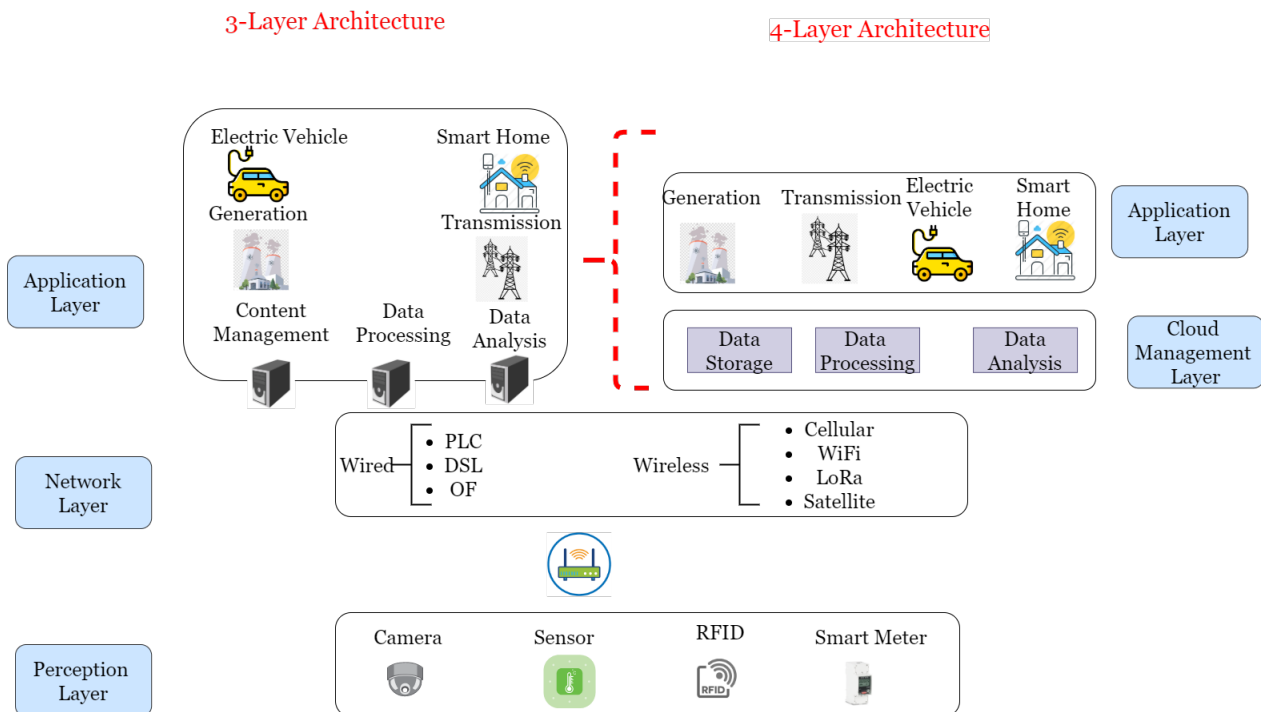 3-Layer Architecture
4-Layer Architecture
Electric Vehicle
Smart Home
Generation
Transmission
Content
Management
Data
Processing
Data
Analysis
Application
Layer
Generation
Transmission
Electric
Vehicle
Smart
Home
Application
Layer
Data
Storage
Data
Processing
Data
Analysis
Cloud
Management
Layer
Network
Layer
Wired
• PLC
• DSL
• OF
Wireless
• Cellular
• WiFi
• LoRa
• Satellite
Perception
Layer
Camera
Sensor
RFID
Smart Meter
RFID